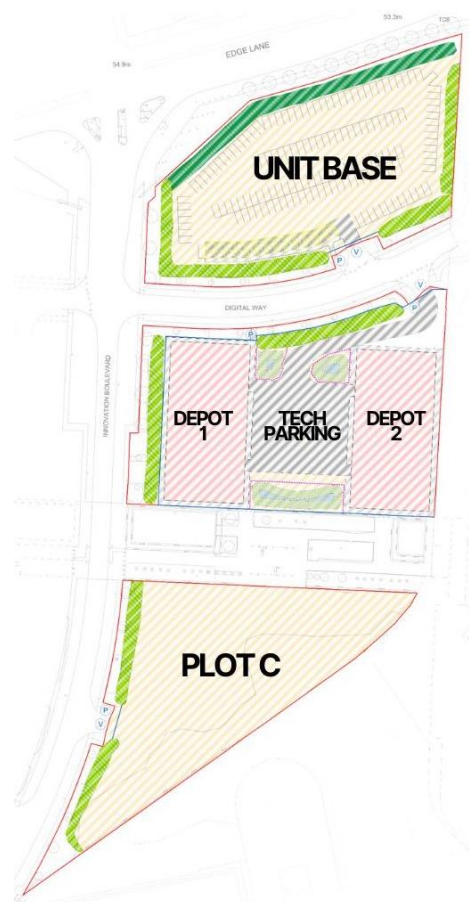 53.3m
TCB
EDGE LANE
54.9m
UNIT BASE
P
V
V
DIGITAL WAY
P
P
INNOVATION BOULEVARD
DEPOT
1
TECH
PARKING
DEPOT
2
PLOT C
P
V